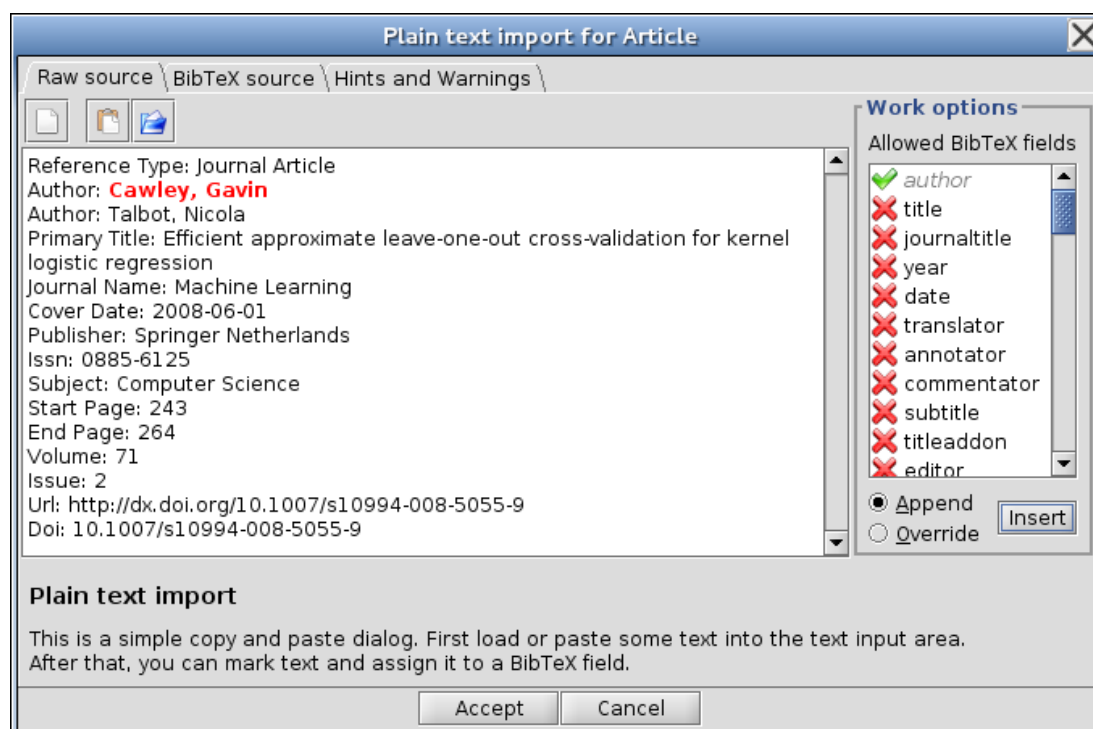 Plain text import for Article
Raw source
BibTeX source
Hints and Warnings
Reference Type: Journal Article
Author: Cawley, Gavin
Author: Talbot, Nicola
Primary Title: Efficient approximate leave-one-out cross-validation for kernel
logistic regression
Journal Name: Machine Learning
Cover Date: 2008-06-01
Publisher: Springer Netherlands
Issn: 0885-6125
Subject: Computer Science
Start Page: 243
End Page: 264
Volume: 71
Issue: 2
Url: http://dx.doi.org/10.1007/s10994-008-5055-9
Doi: 10.1007/s10994-008-5055-9
Work options
Allowed BibTeX fields
author
title
journaltitle
year
date
translator
annotator
commentator
subtitle
titleaddon
editor
Append
Override
Insert
Plain text import
This is a simple copy and paste dialog. First load or paste some text into the text input area.
After that, you can mark text and assign it to a BibTeX field.
Accept
Cancel